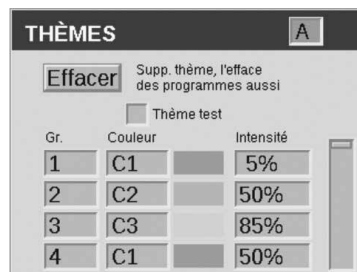 THÈMES A
Effacer Supp. thème, l'efface
des programmes aussi
Thème test
Gr. Couleur Intensité
1 C1 5%
2 C2 50%
3 C3 85%
4 C1 50%